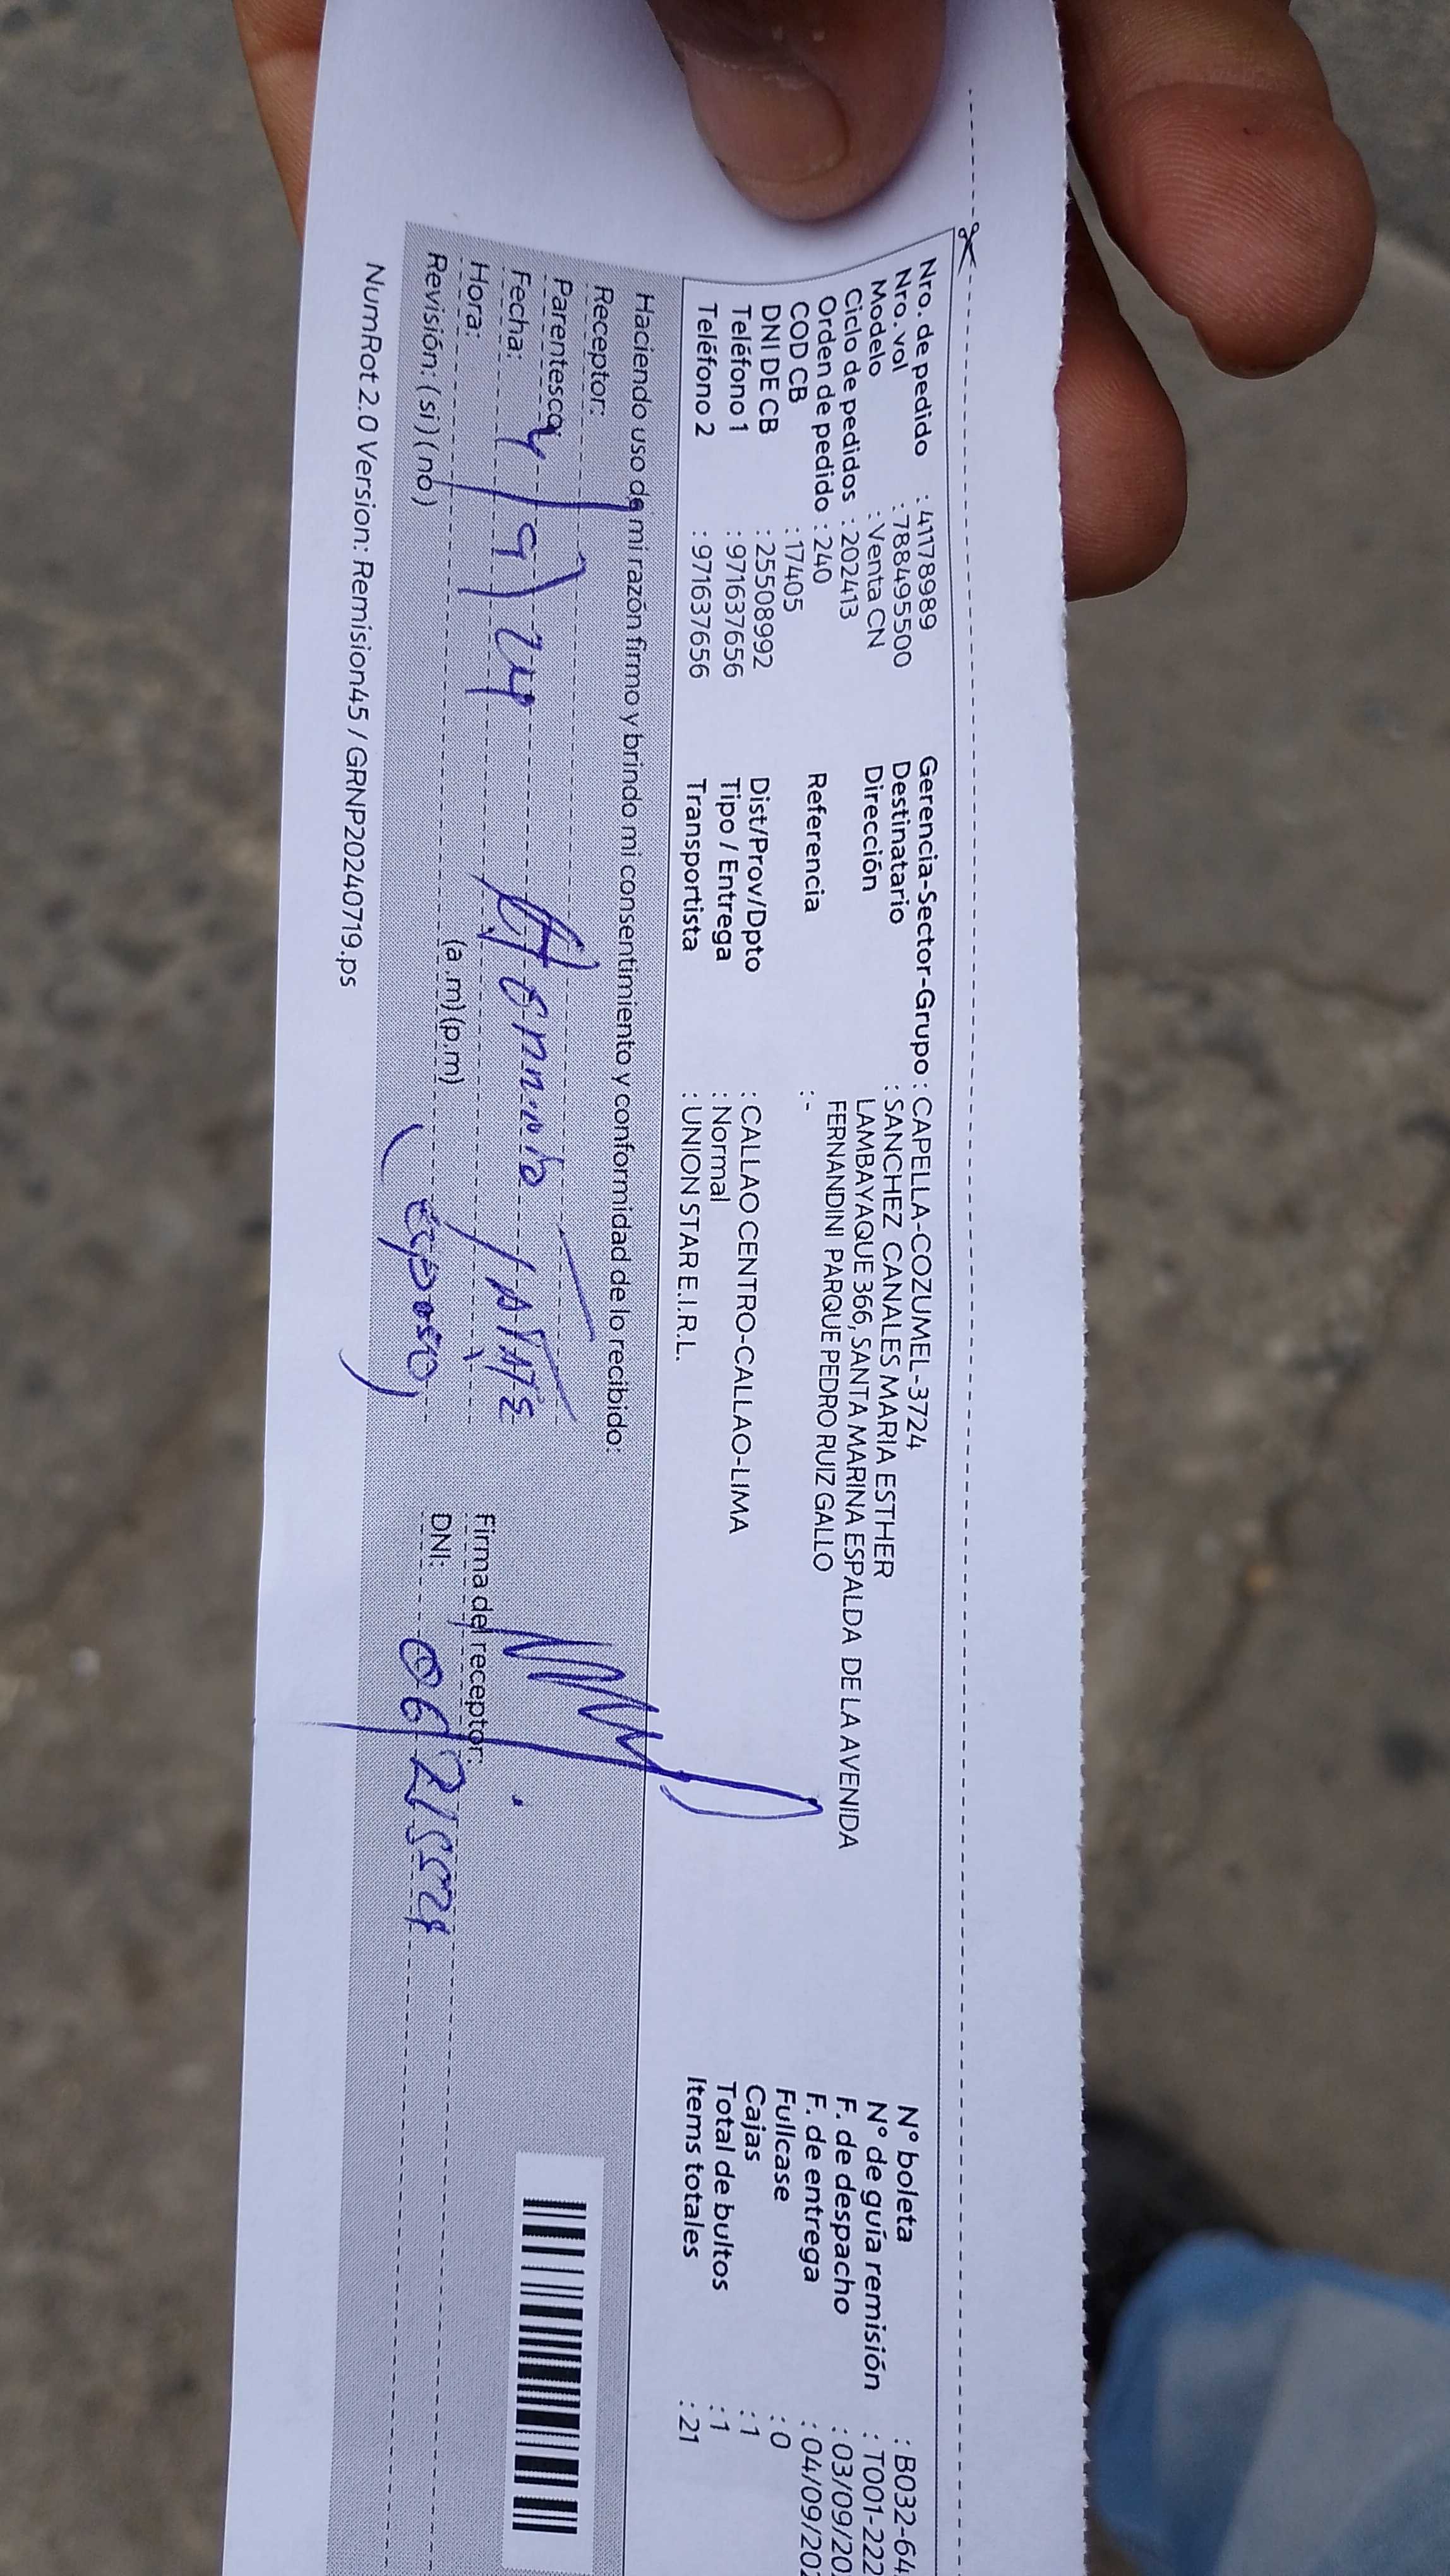 Nro. de pedido : 41178989
Nro. vol : 788495500
Modelo : Venta CN
Ciclo de pedidos : 202413
Orden de pedido : 240
COD CB : 17405
DNI DE CB : 25508992
Teléfono 1 : 971637656
Teléfono 2 : 971637656
Gerencia-Sector-Grupo : CAPELLA-COZUMEL-3724
Destinatario : SANCHEZ CANALES MARIA ESTHER
Dirección LAMBAYAQUE 366, SANTA MARINA ESPALDA DE LA AVENIDA
FERNANDINI PARQUE PEDRO RUIZ GALLO
Referencia : -
Dist/Prov/Dpto : CALLAO CENTRO-CALLAO-LIMA
Tipo / Entrega : Normal
Transportista : UNION STAR E.I.R.L.
N° boleta : B032-64
N° de guía remisión : T001-222
F. de despacho : 03/09/20
F. de entrega : 04/09/202
Fullcase : 0
Cajas : 1
Total de bultos : 1
Items totales : 21
Haciendo uso de mi razón firmo y brindo mi consentimiento y conformidad de lo recibido:
Receptor:
Parentesco:
Fecha: 4/9/24
Hora: (a.m)(p.m)
Revisión: (si)(no)
(esposo)
Firma del receptor:
DNI:
NumRot 2.0 Version: Remision45 / GRNP20240719.ps